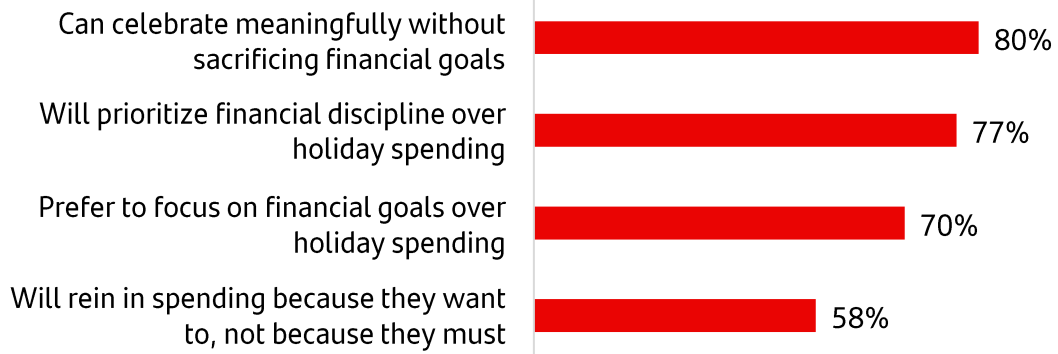 Can celebrate meaningfully without
sacrificing financial goals
80%
Will prioritize financial discipline over
holiday spending
77%
Prefer to focus on financial goals over
holiday spending
70%
Will rein in spending because they want
to, not because they must
58%